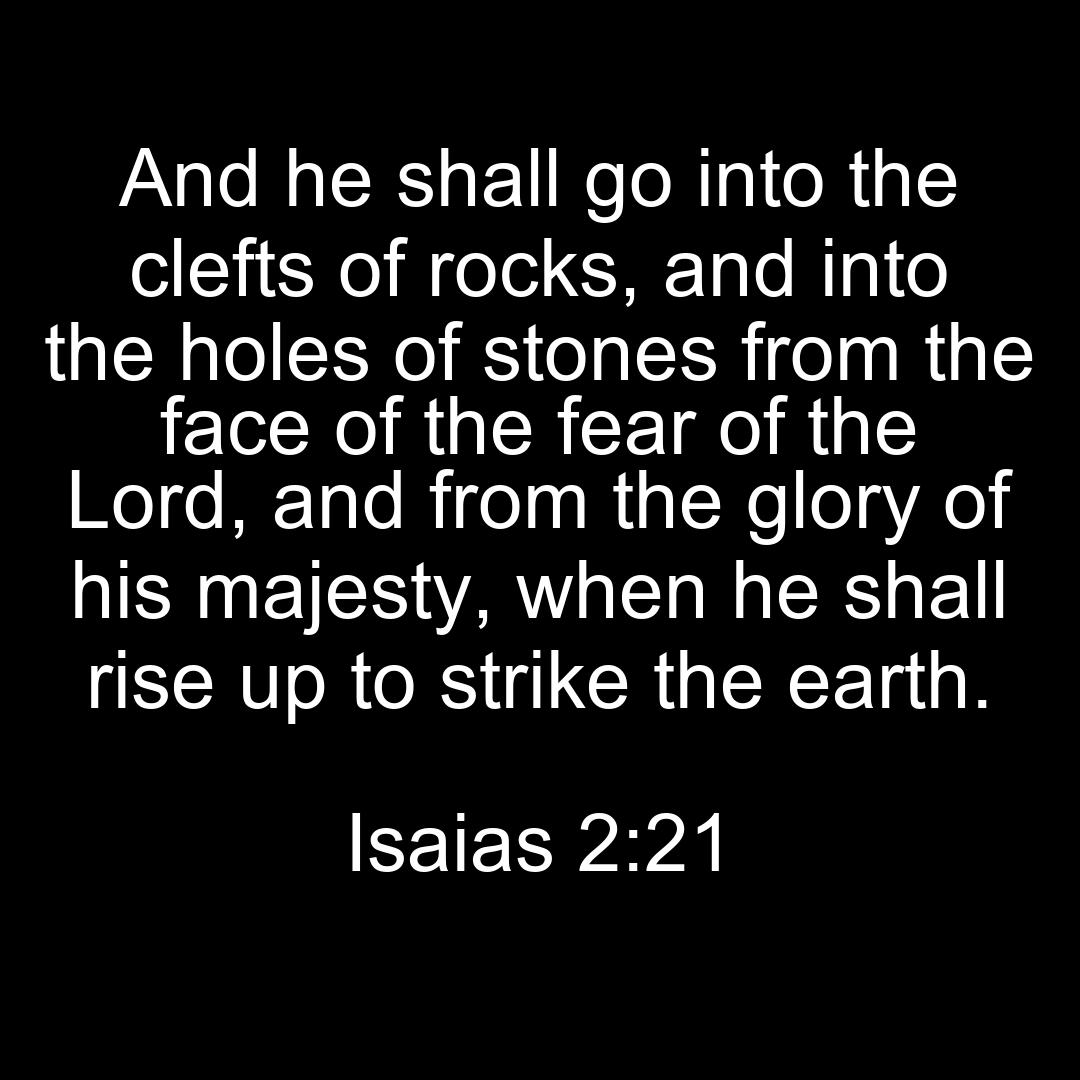 And he shall go into the
clefts of rocks, and into
the holes of stones from the
face of the fear of the
Lord, and from the glory of
his majesty, when he shall
rise up to strike the earth.
Isaias 2:21